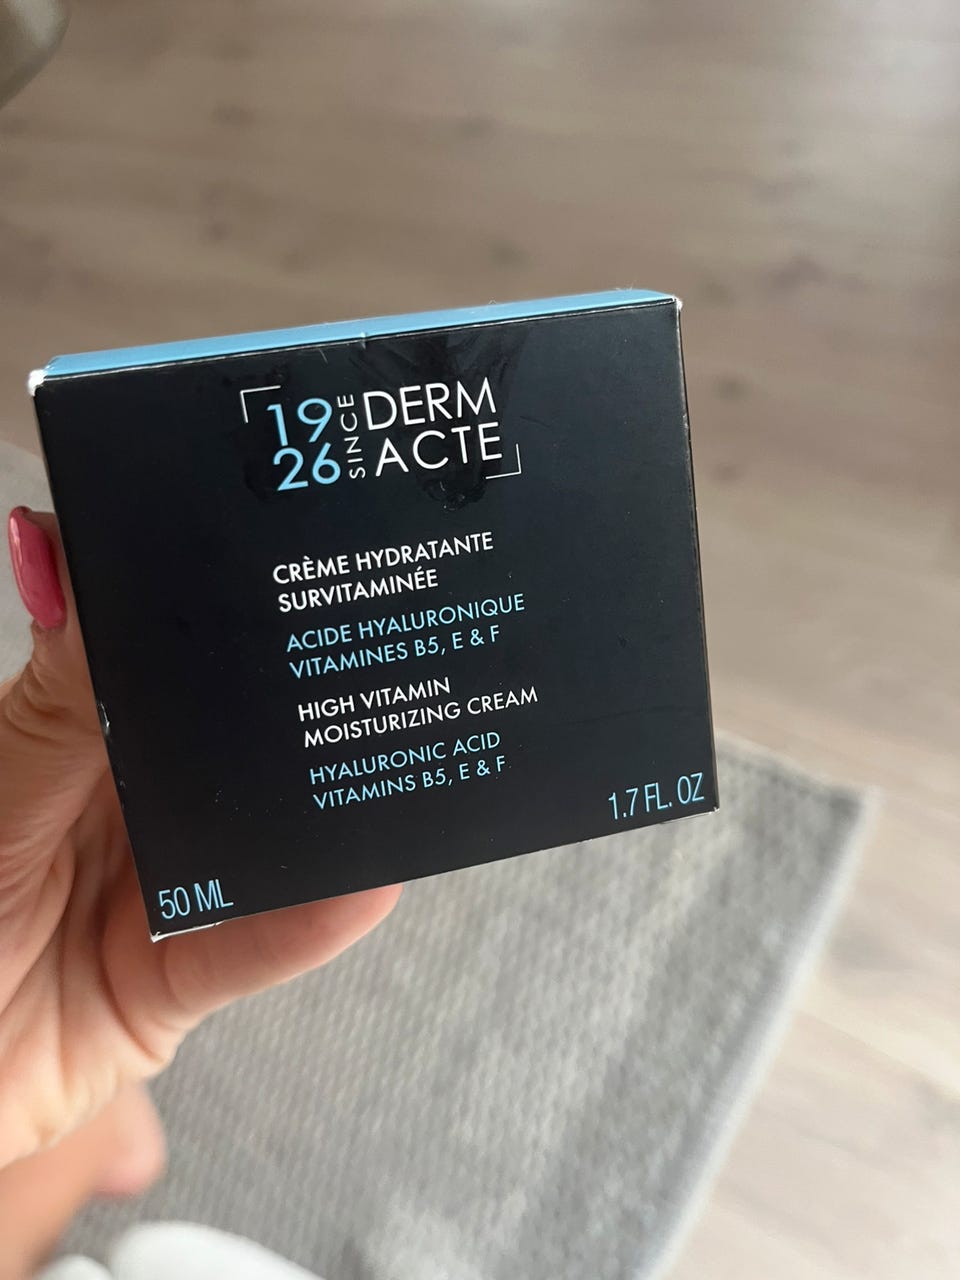 19 26 SINCE DERM ACTE
CRÈME HYDRATANTE
SURVITAMINÉE
ACIDE HYALURONIQUE
VITAMINES B5, E & F
HIGH VITAMIN
MOISTURIZING CREAM
HYALURONIC ACID
VITAMINS B5, E & F
1.7 FL. OZ
50 ML